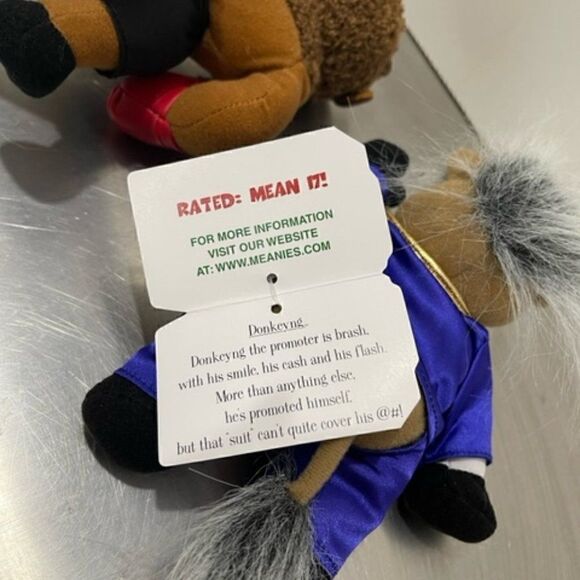 RATED: MEAN IT!
FOR MORE INFORMATION
VISIT OUR WEBSITE
AT: WWW.MEANIES.COM
Donkeyng
Donkeyng the promoter is brash,
with his smile, his cash and his flash.
More than anything else,
he's promoted himself,
but that "suit" can't quite cover his @#!